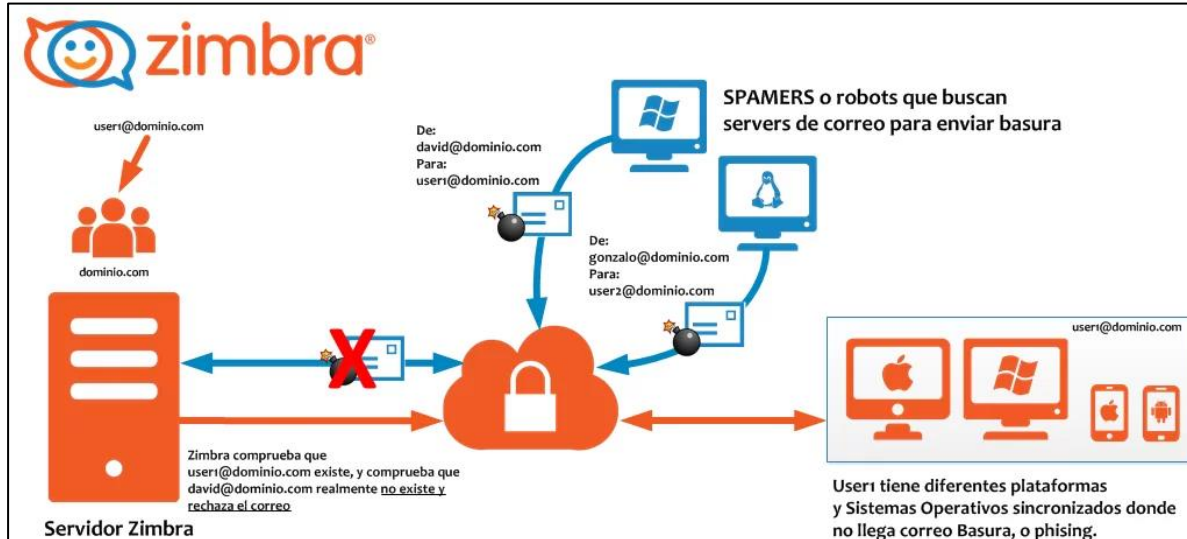 zimbra®
user1@dominio.com
dominio.com
De:
david@dominio.com
Para:
user1@dominio.com
SPAMERS o robots que buscan
servers de correo para enviar basura
De:
gonzalo@dominio.com
Para:
user2@dominio.com
X
user1@dominio.com
Zimbra comprueba que
user1@dominio.com existe, y comprueba que
david@dominio.com realmente no existe y
rechaza el correo
Servidor Zimbra
User1 tiene diferentes plataformas
y Sistemas Operativos sincronizados donde
no llega correo Basura, o phising.